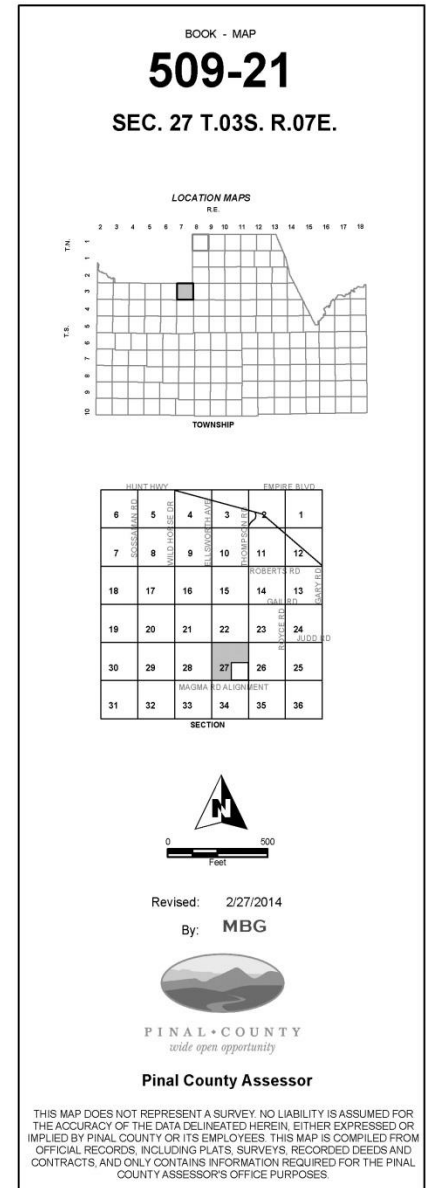 BOOK - MAP
509-21
SEC. 27 T.03S. R.07E.
LOCATION MAPS
R.E.
2 3 4 5 6 7 8 9 10 11 12 13 14 15 16 17 18
T.N.
1
2
3
4
5
6
7
8
9
10
T.S.
TOWNSHIP
HUNT HWY EMPIRE BLVD
6 5 4 3 2 1
SOSSAMAN RD
WILD HORSE DR
ELLSWORTH AVE
THOMPSON RD
7 8 9 10 11 12
ROBERTS RD
GARY RD
18 17 16 15 14 13
GAIL RD
19 20 21 22 23 24
ROYCE RD
JUDD RD
30 29 28 27 26 25
MAGMA RD ALIGNMENT
31 32 33 34 35 36
SECTION
N
0 500
Feet
Revised: 2/27/2014
By: MBG
PINAL•COUNTY
wide open opportunity
Pinal County Assessor
THIS MAP DOES NOT REPRESENT A SURVEY. NO LIABILITY IS ASSUMED FOR
THE ACCURACY OF THE DATA DELINEATED HEREIN, EITHER EXPRESSED OR
IMPLIED BY PINAL COUNTY OR ITS EMPLOYEES. THIS MAP IS COMPILED FROM
OFFICIAL RECORDS, INCLUDING PLATS, SURVEYS, RECORDED DEEDS AND
CONTRACTS, AND ONLY CONTAINS INFORMATION REQUIRED FOR THE PINAL
COUNTY ASSESSOR'S OFFICE PURPOSES.